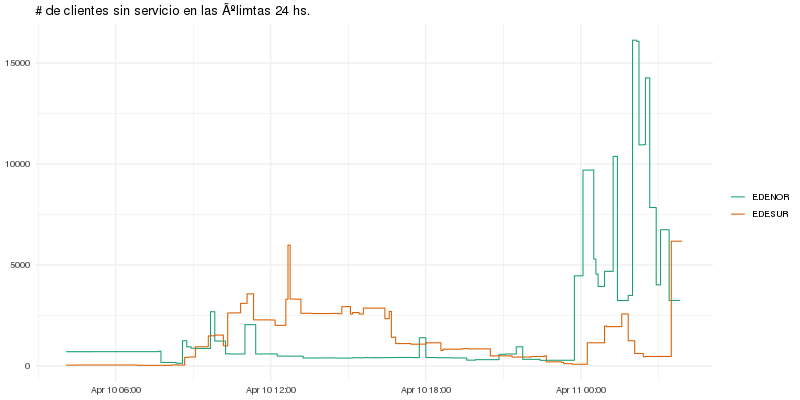 # de clientes sin servicio en las Ãºlimtas 24 hs.
15000
10000
5000
0
Apr 10 06:00
Apr 10 12:00
Apr 10 18:00
Apr 11 00:00
EDENOR
EDESUR